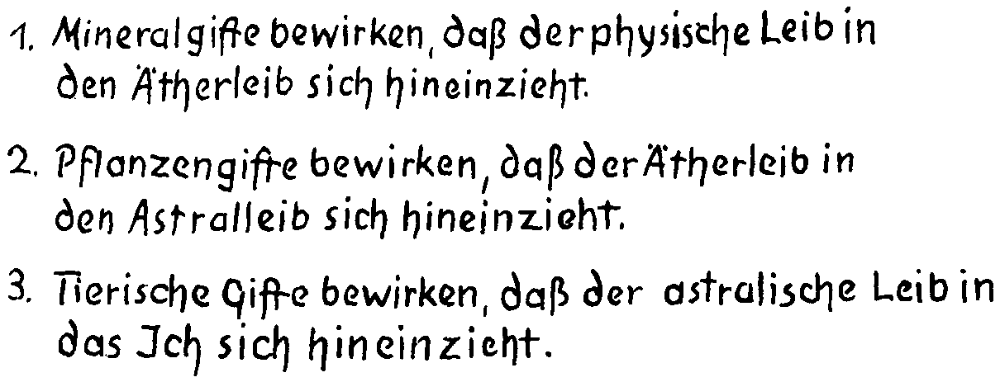 1. Mineralgifte bewirken, daß der physische Leib in
den Ätherleib sich hineinzieht.
2. Pflanzengifte bewirken, daß der Ätherleib in
den Astralleib sich hineinzieht.
3. Tierische Gifte bewirken, daß der astralische Leib in
das Ich sich hineinzieht.